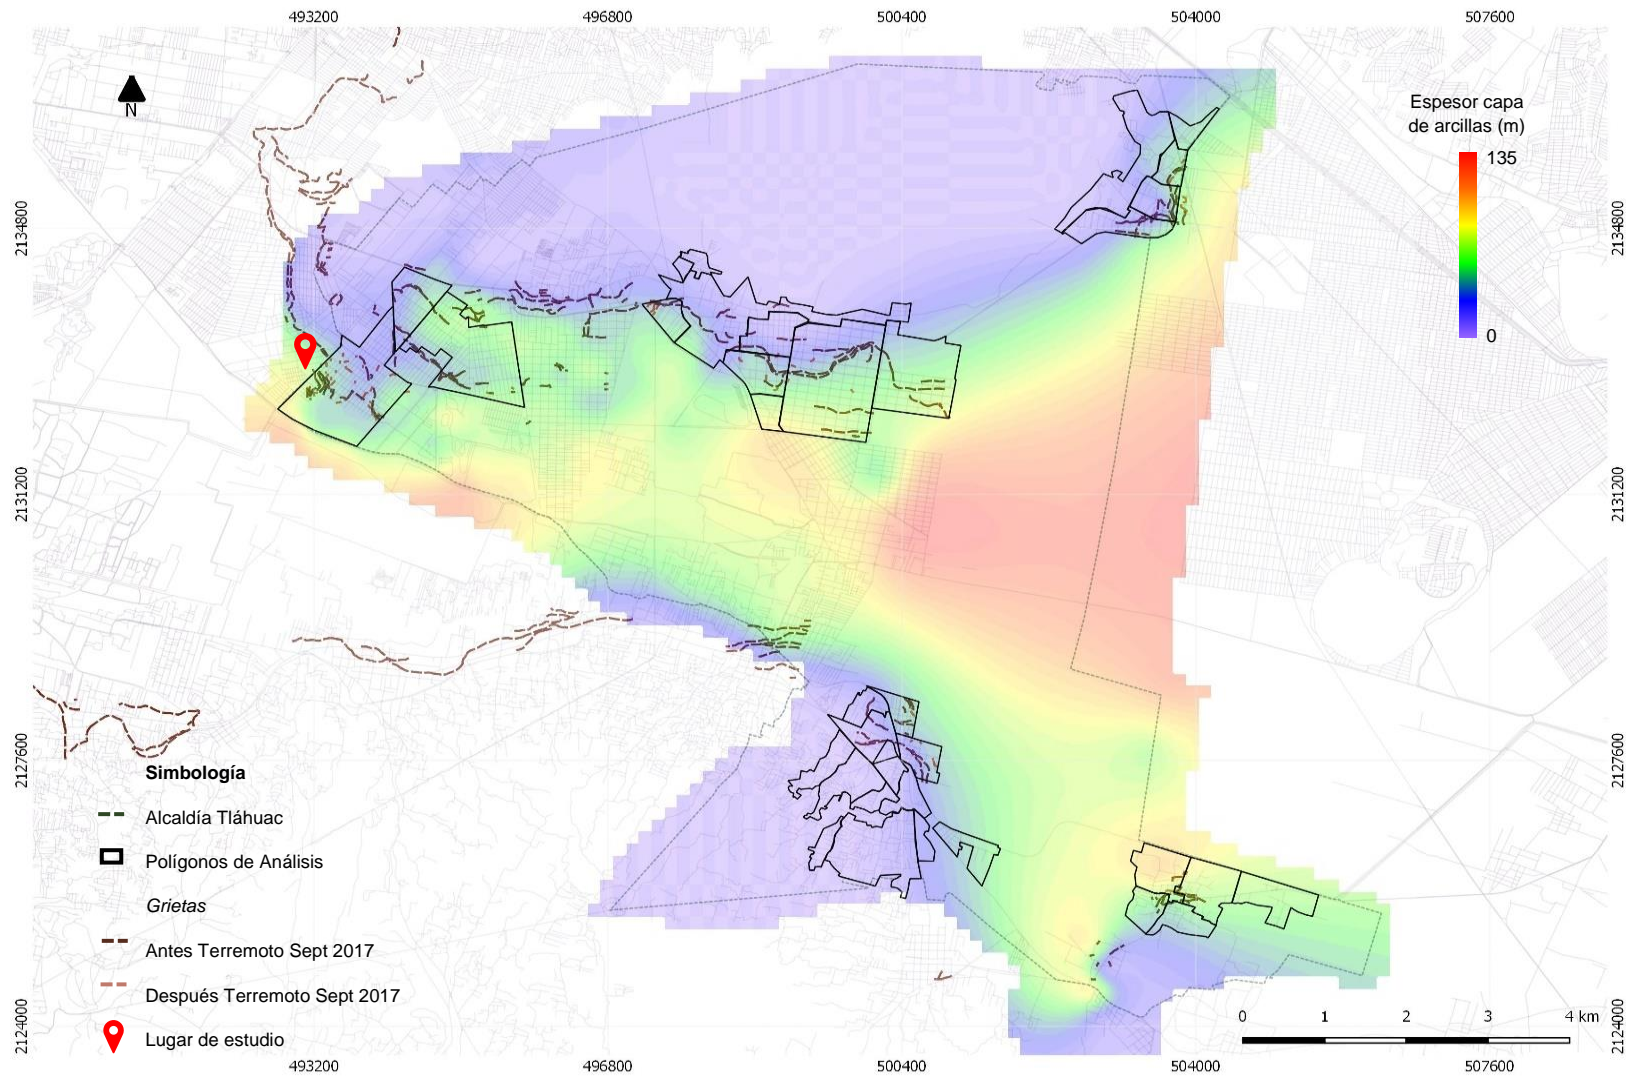 493200 496800 500400 504000 507600
N
Espesor capa
de arcillas (m)
135
0
2134800 2134800
2131200 2131200
2127600 2127600
2124000 2124000
Simbología
Alcaldía Tláhuac
Polígonos de Análisis
Grietas
Antes Terremoto Sept 2017
Después Terremoto Sept 2017
Lugar de estudio
0 1 2 3 4 km
493200 496800 500400 504000 507600